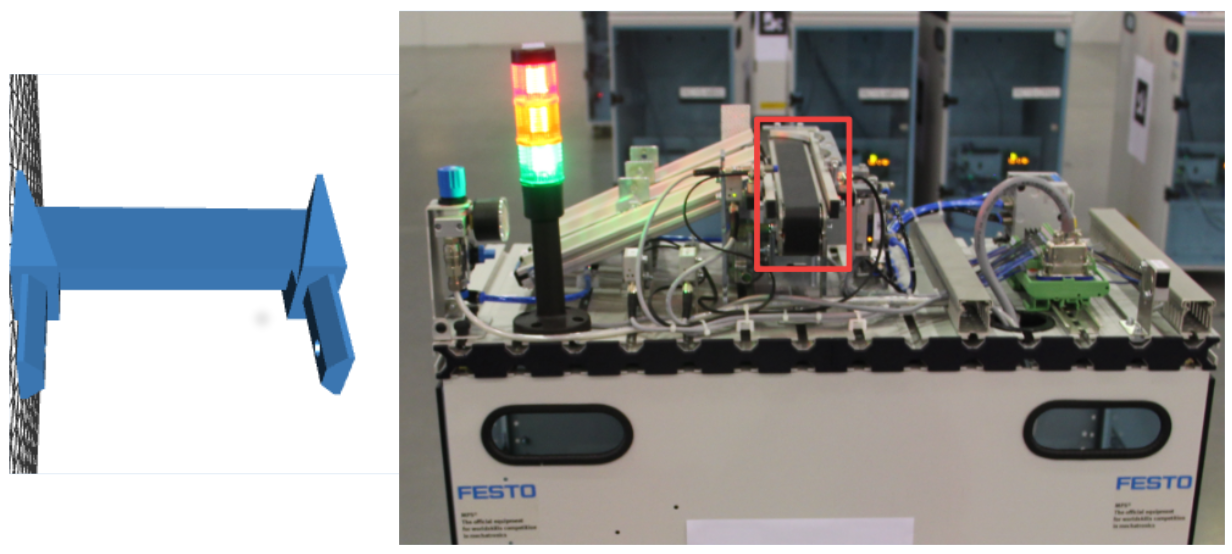 FESTO
MPS®
The official equipment
for worldskills competition
in mechatronics
FESTO
MPS®
The official equipment
for worldskills competition
in mechatronics